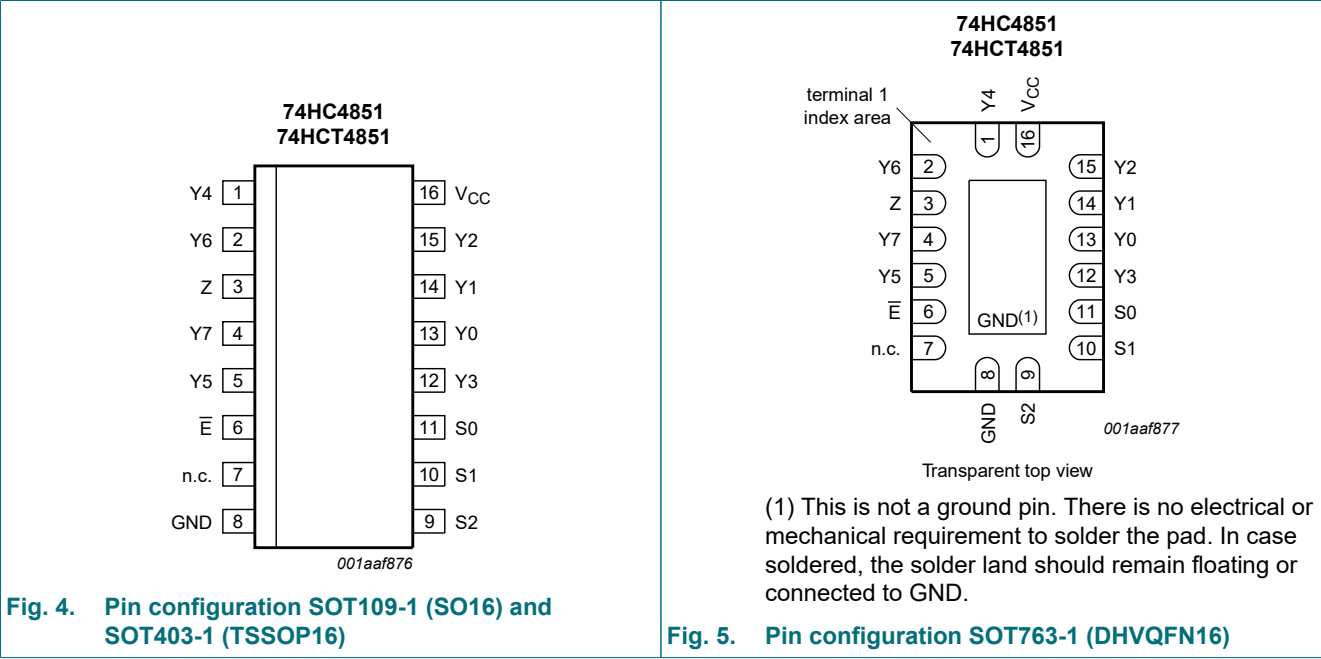 74HC4851
74HCT4851
Y4 1
16 VCC
Y6 2
15 Y2
Z 3
14 Y1
Y7 4
13 Y0
Y5 5
12 Y3
E̅ 6
11 S0
n.c. 7
10 S1
GND 8
9 S2
001aaf876
Fig. 4. Pin configuration SOT109-1 (SO16) and
SOT403-1 (TSSOP16)
74HC4851
74HCT4851
terminal 1
index area
Y4
VCC
1
16
Y6 2
15 Y2
Z 3
14 Y1
Y7 4
13 Y0
Y5 5
12 Y3
E̅ 6
11 S0
GND(1)
n.c. 7
10 S1
8
9
GND
S2
001aaf877
Transparent top view
(1) This is not a ground pin. There is no electrical or
mechanical requirement to solder the pad. In case
soldered, the solder land should remain floating or
connected to GND.
Fig. 5. Pin configuration SOT763-1 (DHVQFN16)